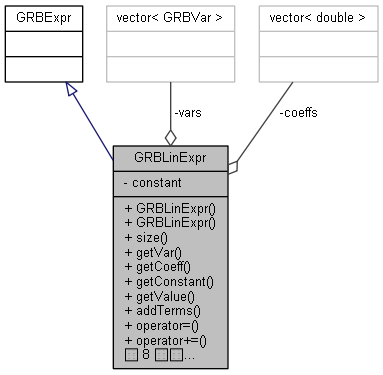 GRBExpr
vector< GRBVar >
vector< double >
-vars
-coeffs
GRBLinExpr
- constant
+ GRBLinExpr()
+ GRBLinExpr()
+ size()
+ getVar()
+ getCoeff()
+ getConstant()
+ getValue()
+ addTerms()
+ operator=()
+ operator+=()
8 ...